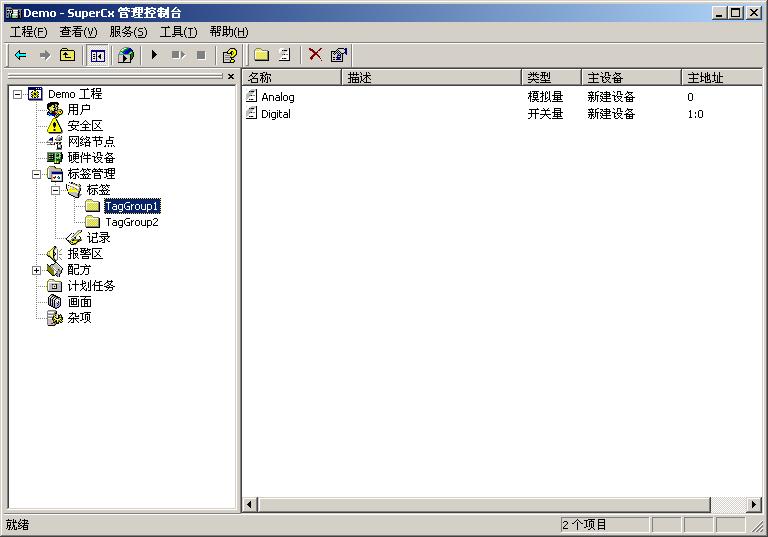 Demo - SuperCx 管理控制台
工程(F) 查看(V) 服务(S) 工具(T) 帮助(H)
名称 描述 类型 主设备 主地址
Analog 模拟量 新建设备 0
Digital 开关量 新建设备 1:0
Demo 工程
用户
安全区
网络节点
硬件设备
标签管理
标签
TagGroup1
TagGroup2
记录
报警区
配方
计划任务
画面
杂项
就绪 2 个项目